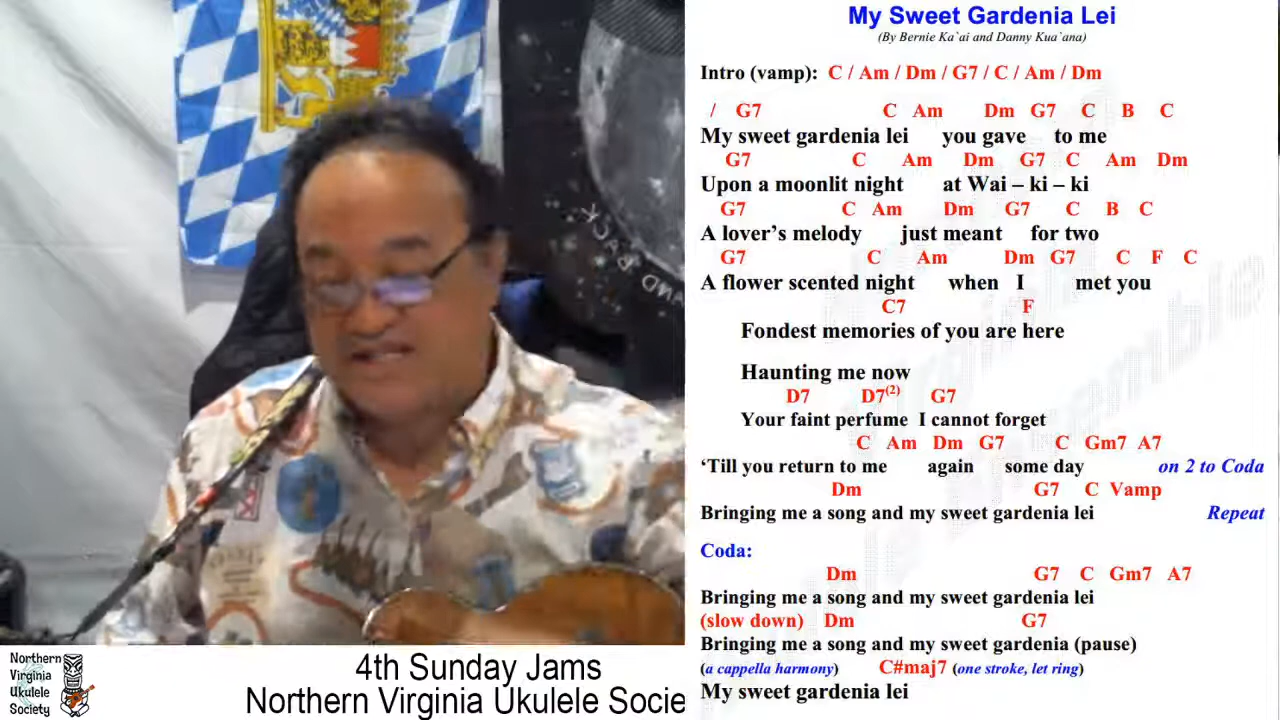 My Sweet Gardenia Lei
(By Bernie Ka`ai and Danny Kua`ana)
Intro (vamp): C / Am / Dm / G7 / C / Am / Dm
/ G7 C Am Dm G7 C B C
My sweet gardenia lei you gave to me
G7 C Am Dm G7 C Am Dm
Upon a moonlit night at Wai – ki – ki
G7 C Am Dm G7 C B C
A lover’s melody just meant for two
G7 C Am Dm G7 C F C
A flower scented night when I met you
C7 F
Fondest memories of you are here
Haunting me now
D7 D7(2) G7
Your faint perfume I cannot forget
C Am Dm G7 C Gm7 A7
‘Till you return to me again some day on 2 to Coda
Dm G7 C Vamp
Bringing me a song and my sweet gardenia lei Repeat
Coda:
Dm G7 C Gm7 A7
Bringing me a song and my sweet gardenia lei
(slow down) Dm G7
Bringing me a song and my sweet gardenia (pause)
(a cappella harmony) C#maj7 (one stroke, let ring)
My sweet gardenia lei
4th Sunday Jams
Northern Virginia Ukulele Socie
Northern
Virginia
Ukulele
Society